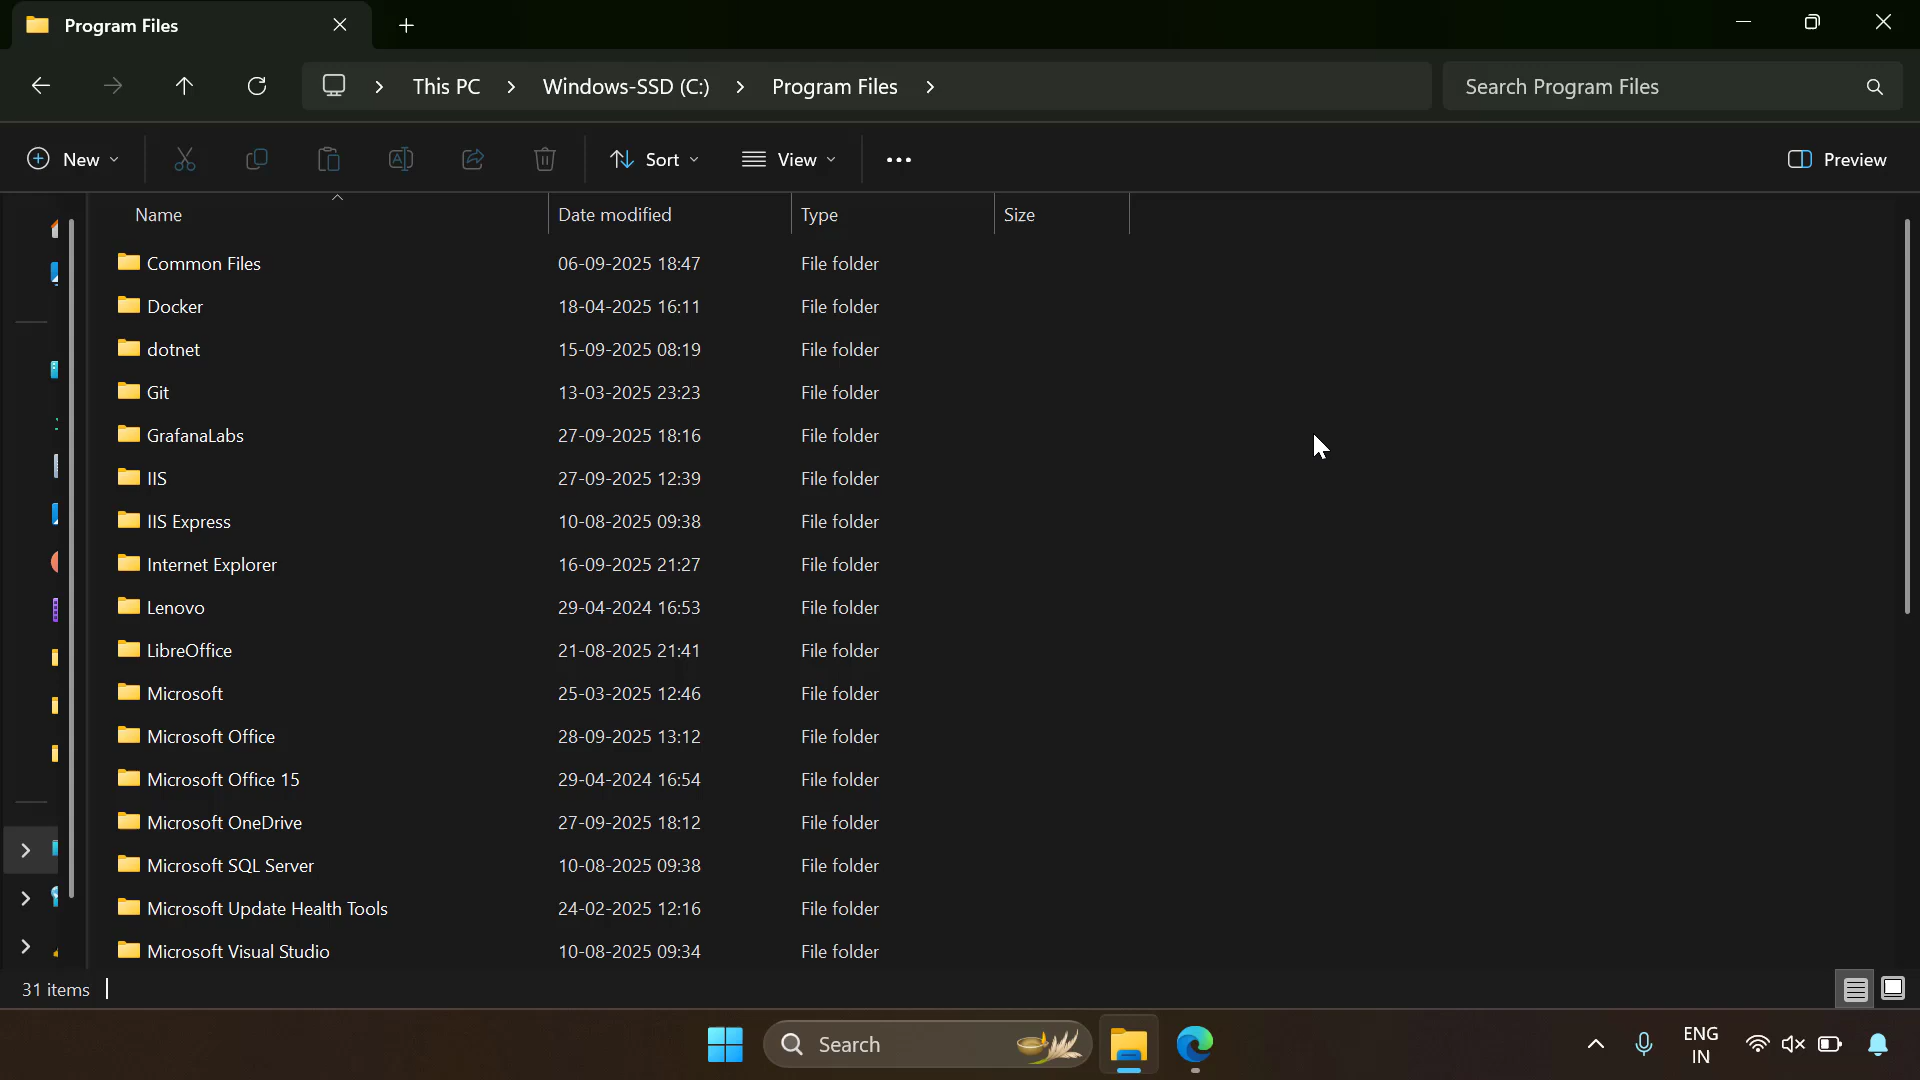 Program Files
This PC > Windows-SSD (C:) > Program Files >
Search Program Files
New
Sort
View
Preview
Name Date modified Type Size
Common Files 06-09-2025 18:47 File folder
Docker 18-04-2025 16:11 File folder
dotnet 15-09-2025 08:19 File folder
Git 13-03-2025 23:23 File folder
GrafanaLabs 27-09-2025 18:16 File folder
IIS 27-09-2025 12:39 File folder
IIS Express 10-08-2025 09:38 File folder
Internet Explorer 16-09-2025 21:27 File folder
Lenovo 29-04-2024 16:53 File folder
LibreOffice 21-08-2025 21:41 File folder
Microsoft 25-03-2025 12:46 File folder
Microsoft Office 28-09-2025 13:12 File folder
Microsoft Office 15 29-04-2024 16:54 File folder
Microsoft OneDrive 27-09-2025 18:12 File folder
Microsoft SQL Server 10-08-2025 09:38 File folder
Microsoft Update Health Tools 24-02-2025 12:16 File folder
Microsoft Visual Studio 10-08-2025 09:34 File folder
31 items
Search
ENG
IN